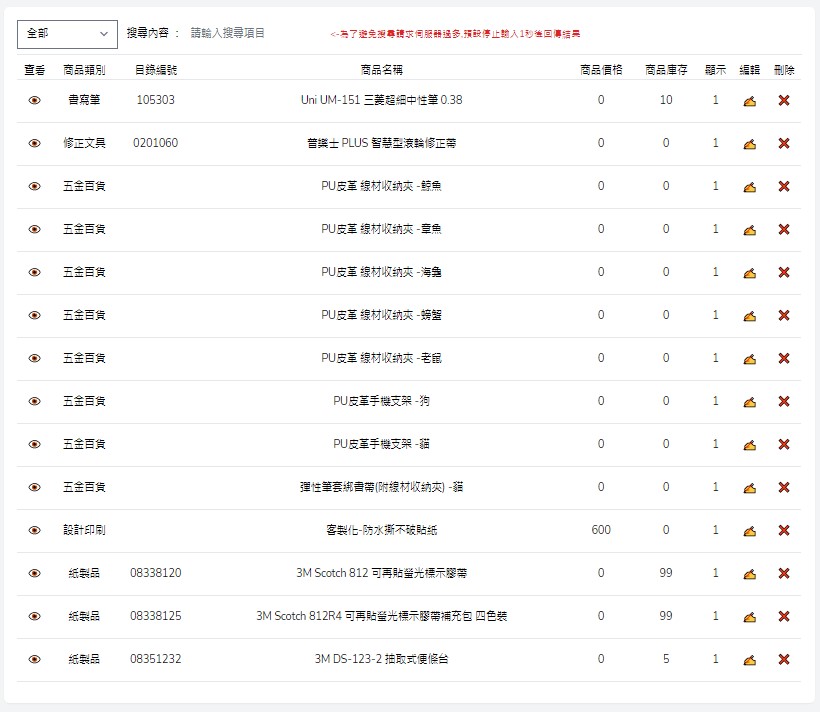 全部 搜尋內容 ： 請輸入搜尋項目 <-為了避免搜尋請求伺服器過多,預設停止輸入1秒後回傳結果
查看 商品類別 目錄編號 商品名稱 商品價格 商品庫存 顯示 編輯 刪除
書寫筆 105303 Uni UM-151 三菱超細中性筆 0.38 0 10 1
修正文具 0201060 普樂士 PLUS 智慧型滾輪修正帶 0 0 1
五金百貨 PU皮革 線材收納夾 -鯨魚 0 0 1
五金百貨 PU皮革 線材收納夾 -章魚 0 0 1
五金百貨 PU皮革 線材收納夾 -海龜 0 0 1
五金百貨 PU皮革 線材收納夾 -螃蟹 0 0 1
五金百貨 PU皮革 線材收納夾 -老鼠 0 0 1
五金百貨 PU皮革手機支架 -狗 0 0 1
五金百貨 PU皮革手機支架 -貓 0 0 1
五金百貨 彈性筆套綁書帶(附線材收納夾) -貓 0 0 1
設計印刷 客製化-防水撕不破貼紙 600 0 1
紙製品 08338120 3M Scotch 812 可再貼螢光標示膠帶 0 99 1
紙製品 08338125 3M Scotch 812R4 可再貼螢光標示膠帶補充包 四色裝 0 99 1
紙製品 08351232 3M DS-123-2 抽取式便條台 0 5 1